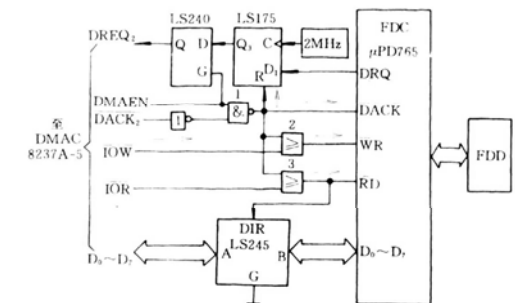 LS240
LS175
FDC
μPD765
DREQ₂
Q
D
G
Q₃
C
D₁
R
2MHz
DRQ
DMAEN
DACK₂
1
1
&
DACK
至
DMAC
8237A-5
IOW
2
≥
WR
IOR
3
≥
RD
FDD
DIR
LS245
A
B
G
D₀～D₇
D₀～D₇